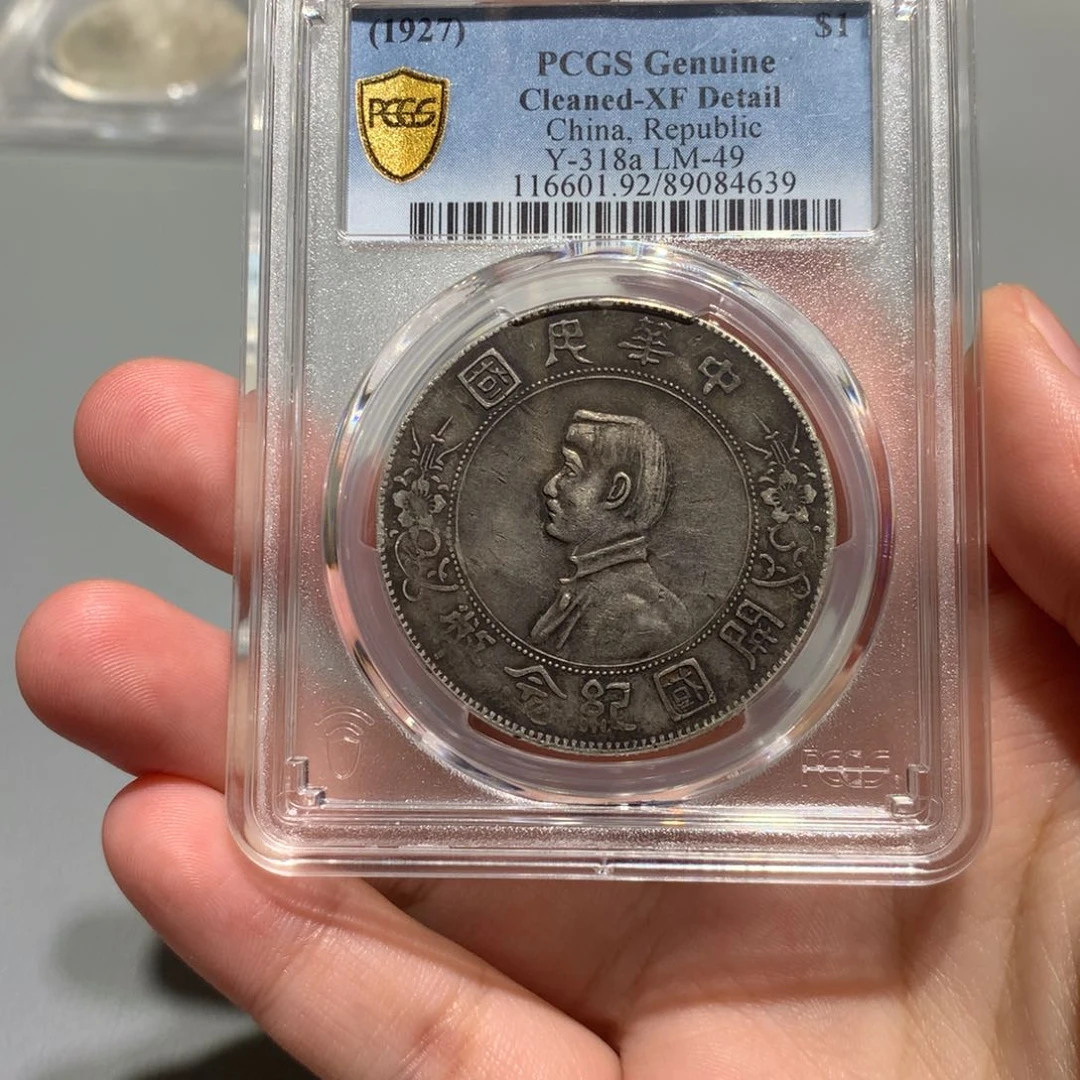 (1927) $1
PCGS Genuine
Cleaned-XF Detail
China, Republic
Y-318a LM-49
116601.92/89084639
PCGS
中華民國
開國紀念幣
PCGS